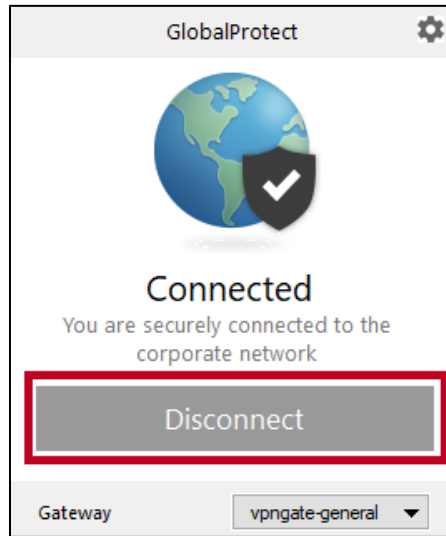 GlobalProtect
Connected
You are securely connected to the
corporate network
Disconnect
Gateway vpngate-general